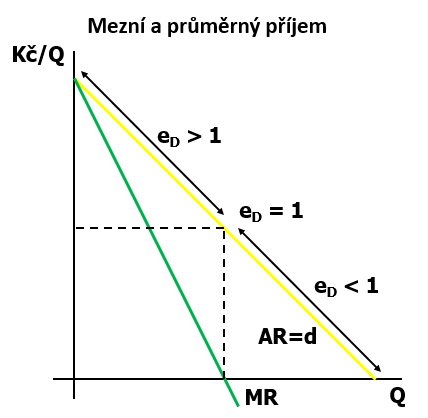 Mezní a průměrný příjem
Kč/Q
eD > 1
eD = 1
eD < 1
AR=d
Q
MR